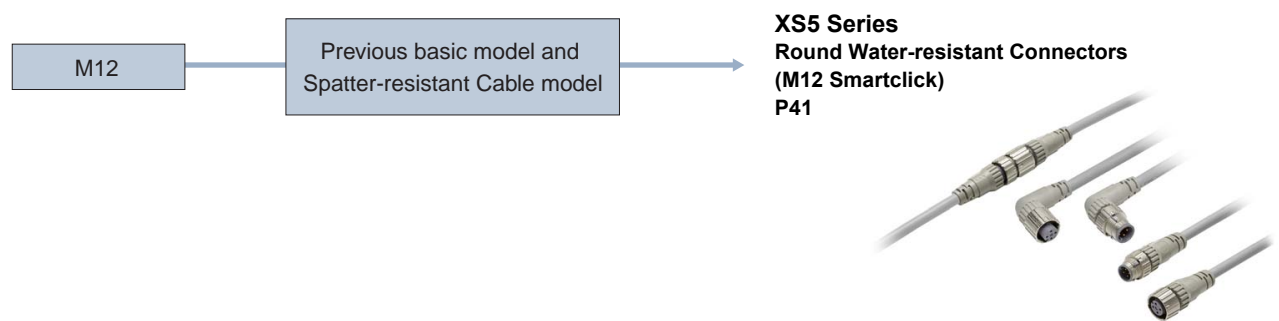 M12
Previous basic model and
Spatter-resistant Cable model
XS5 Series
Round Water-resistant Connectors
(M12 Smartclick)
P41